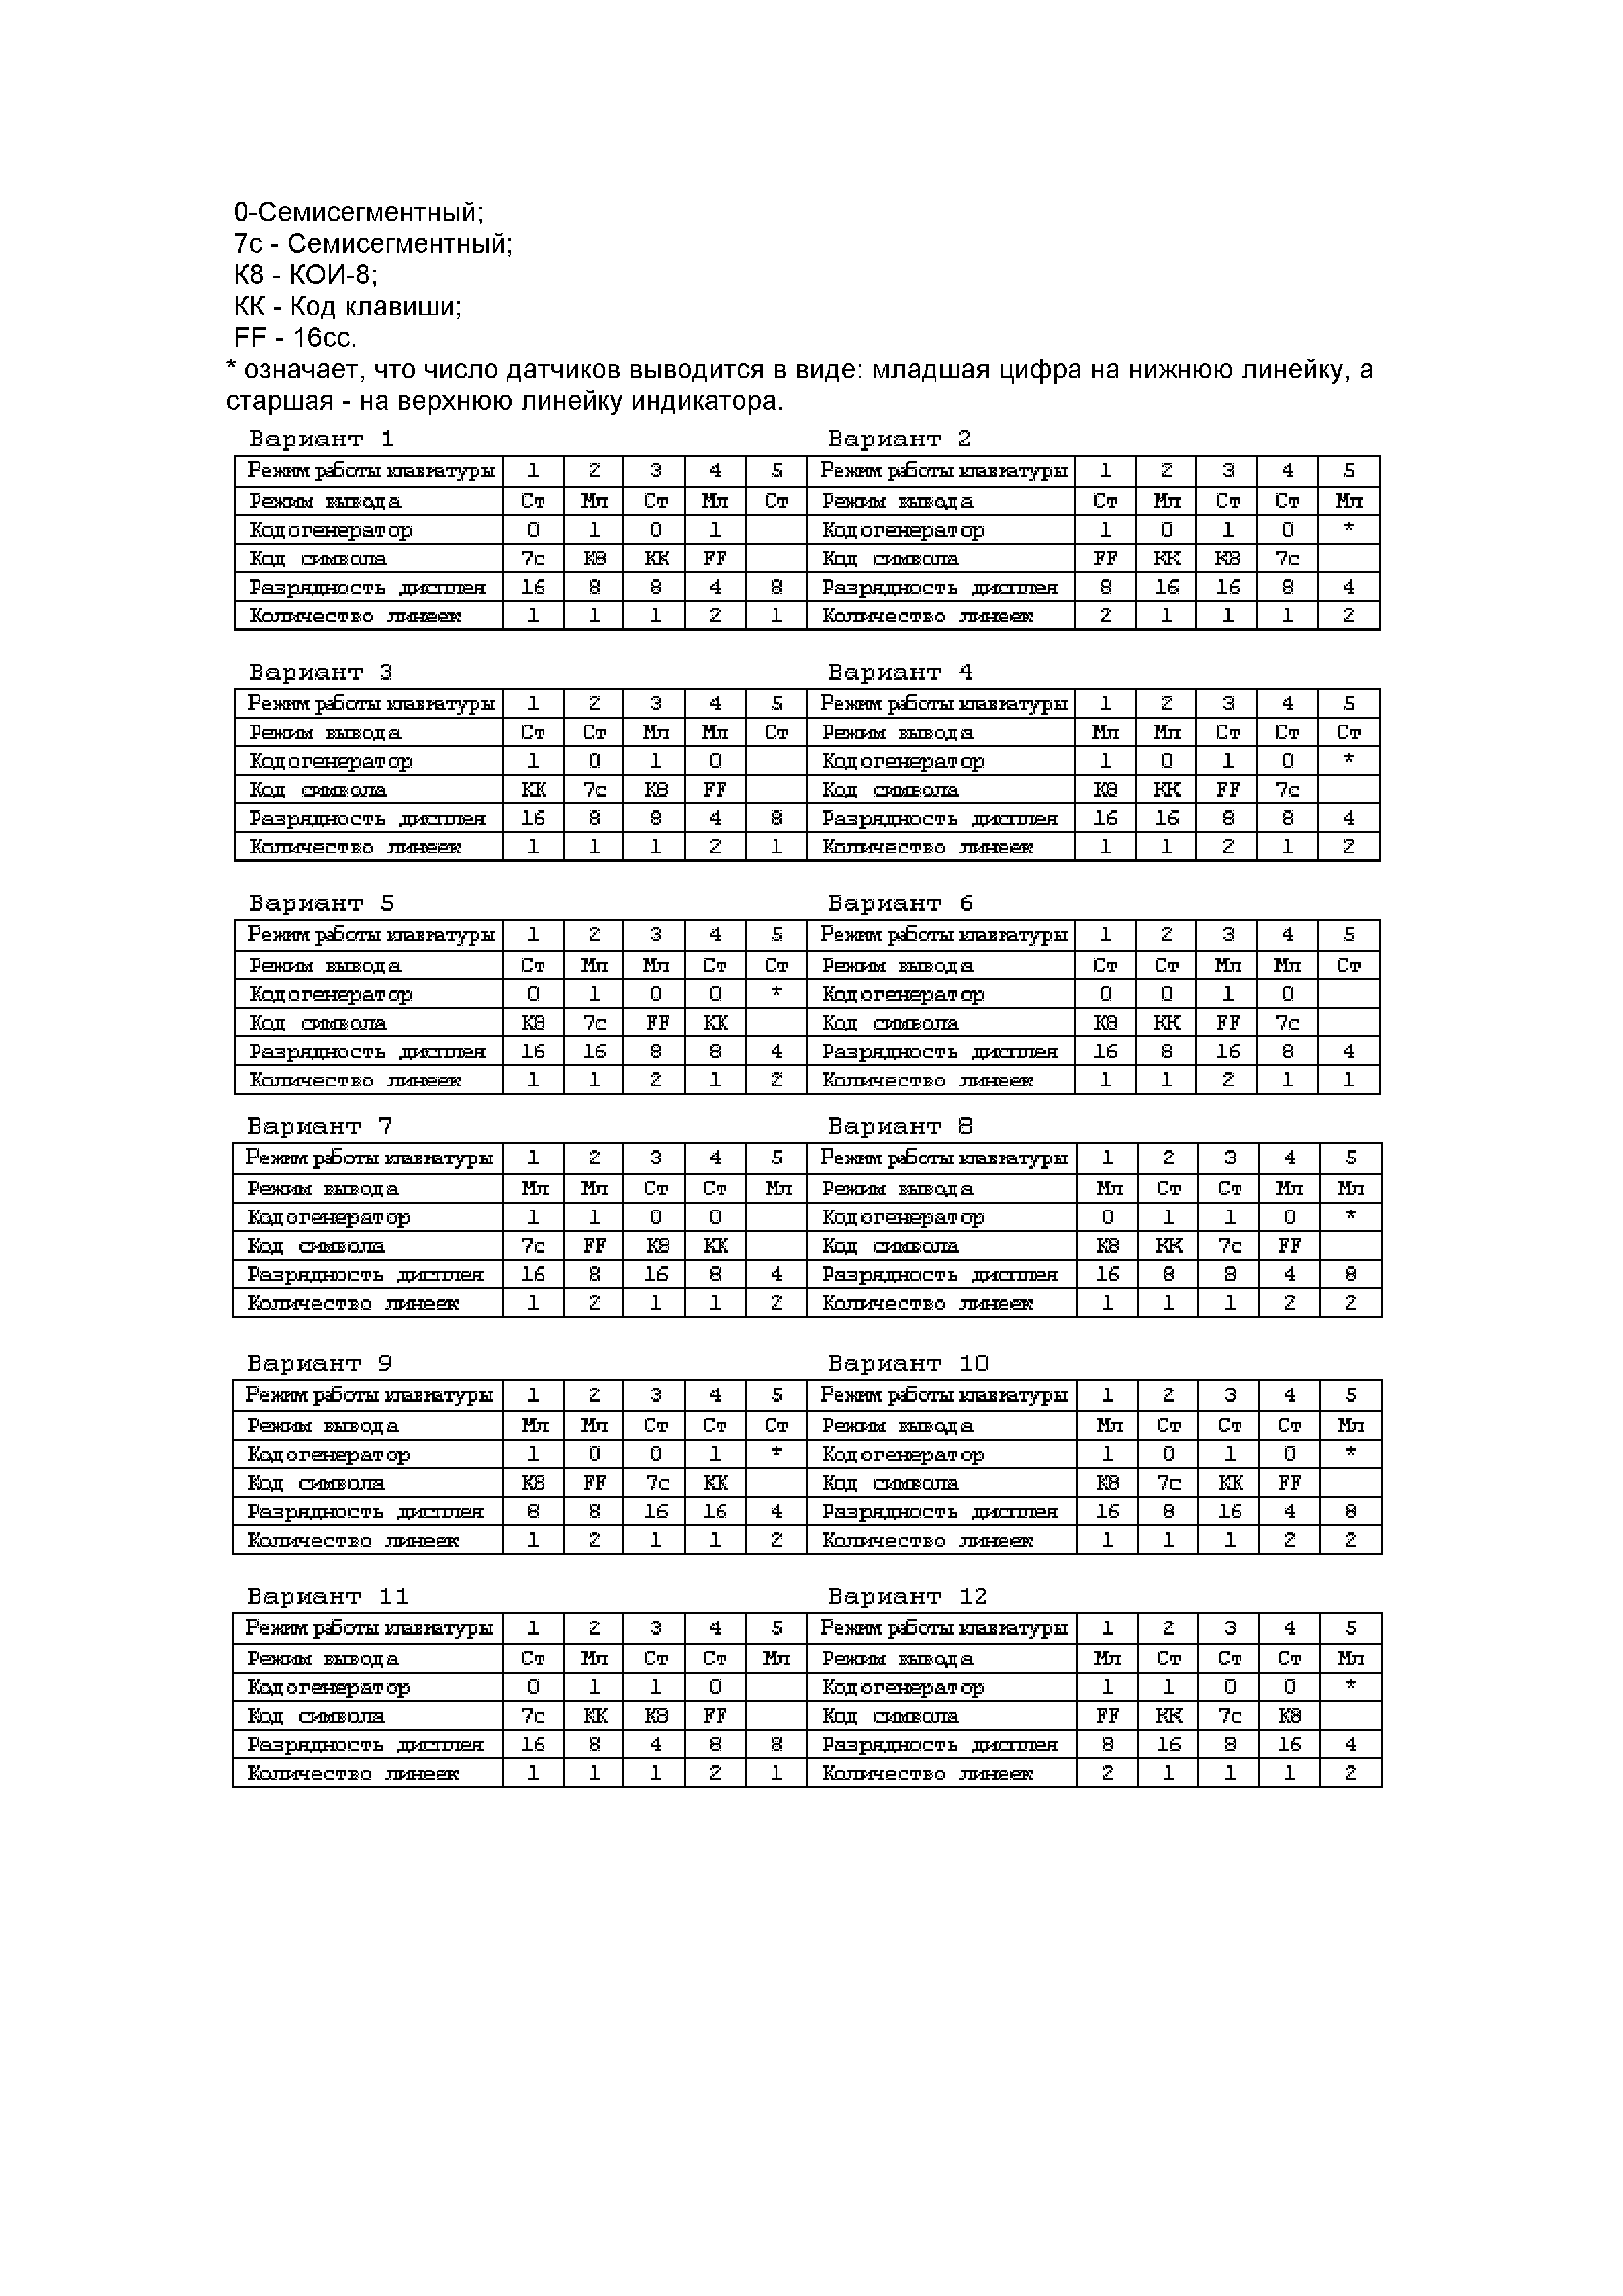 0-Семисегментный;
7с - Семисегментный;
К8 - КОИ-8;
КК - Код клавиши;
FF - 16сс.
* означает, что число датчиков выводится в виде: младшая цифра на нижнюю линейку, а
старшая - на верхнюю линейку индикатора.
Вариант 1 Вариант 2
Режим работы клавиатуры 1 2 3 4 5 Режим работы клавиатуры 1 2 3 4 5
Режим вывода Ст Мл Ст Мл Ст Режим вывода Ст Мл Ст Ст Мл
Кодогенератор 0 1 0 1 Кодогенератор 1 0 1 0 *
Код символа 7с К8 КК FF Код символа FF КК К8 7с
Разрядность дисплея 16 8 8 4 8 Разрядность дисплея 8 16 16 8 4
Количество линеек 1 1 1 2 1 Количество линеек 2 1 1 1 2
Вариант 3 Вариант 4
Режим работы клавиатуры 1 2 3 4 5 Режим работы клавиатуры 1 2 3 4 5
Режим вывода Ст Ст Мл Мл Ст Режим вывода Мл Мл Ст Ст Ст
Кодогенератор 1 0 1 0 Кодогенератор 1 0 1 0 *
Код символа КК 7с К8 FF Код символа К8 КК FF 7с
Разрядность дисплея 16 8 8 4 8 Разрядность дисплея 16 16 8 8 4
Количество линеек 1 1 1 2 1 Количество линеек 1 1 2 1 2
Вариант 5 Вариант 6
Режим работы клавиатуры 1 2 3 4 5 Режим работы клавиатуры 1 2 3 4 5
Режим вывода Ст Мл Мл Ст Ст Режим вывода Ст Ст Мл Мл Ст
Кодогенератор 0 1 0 0 * Кодогенератор 0 0 1 0
Код символа К8 7с FF КК Код символа К8 КК FF 7с
Разрядность дисплея 16 16 8 8 4 Разрядность дисплея 16 8 16 8 4
Количество линеек 1 1 2 1 2 Количество линеек 1 1 2 1 1
Вариант 7 Вариант 8
Режим работы клавиатуры 1 2 3 4 5 Режим работы клавиатуры 1 2 3 4 5
Режим вывода Мл Мл Ст Ст Мл Режим вывода Мл Ст Ст Мл Мл
Кодогенератор 1 1 0 0 Кодогенератор 0 1 1 0 *
Код символа 7с FF К8 КК Код символа К8 КК 7с FF
Разрядность дисплея 16 8 16 8 4 Разрядность дисплея 16 8 8 4 8
Количество линеек 1 2 1 1 2 Количество линеек 1 1 1 2 2
Вариант 9 Вариант 10
Режим работы клавиатуры 1 2 3 4 5 Режим работы клавиатуры 1 2 3 4 5
Режим вывода Мл Мл Ст Ст Ст Режим вывода Мл Ст Ст Ст Мл
Кодогенератор 1 0 0 1 * Кодогенератор 1 0 1 0 *
Код символа К8 FF 7с КК Код символа К8 7с КК FF
Разрядность дисплея 8 8 16 16 4 Разрядность дисплея 16 8 16 4 8
Количество линеек 1 2 1 1 2 Количество линеек 1 1 1 2 2
Вариант 11 Вариант 12
Режим работы клавиатуры 1 2 3 4 5 Режим работы клавиатуры 1 2 3 4 5
Режим вывода Ст Мл Ст Ст Мл Режим вывода Мл Ст Ст Ст Мл
Кодогенератор 0 1 1 0 Кодогенератор 1 1 0 0 *
Код символа 7с КК К8 FF Код символа FF КК 7с К8
Разрядность дисплея 16 8 4 8 8 Разрядность дисплея 8 16 8 16 4
Количество линеек 1 1 1 2 1 Количество линеек 2 1 1 1 2